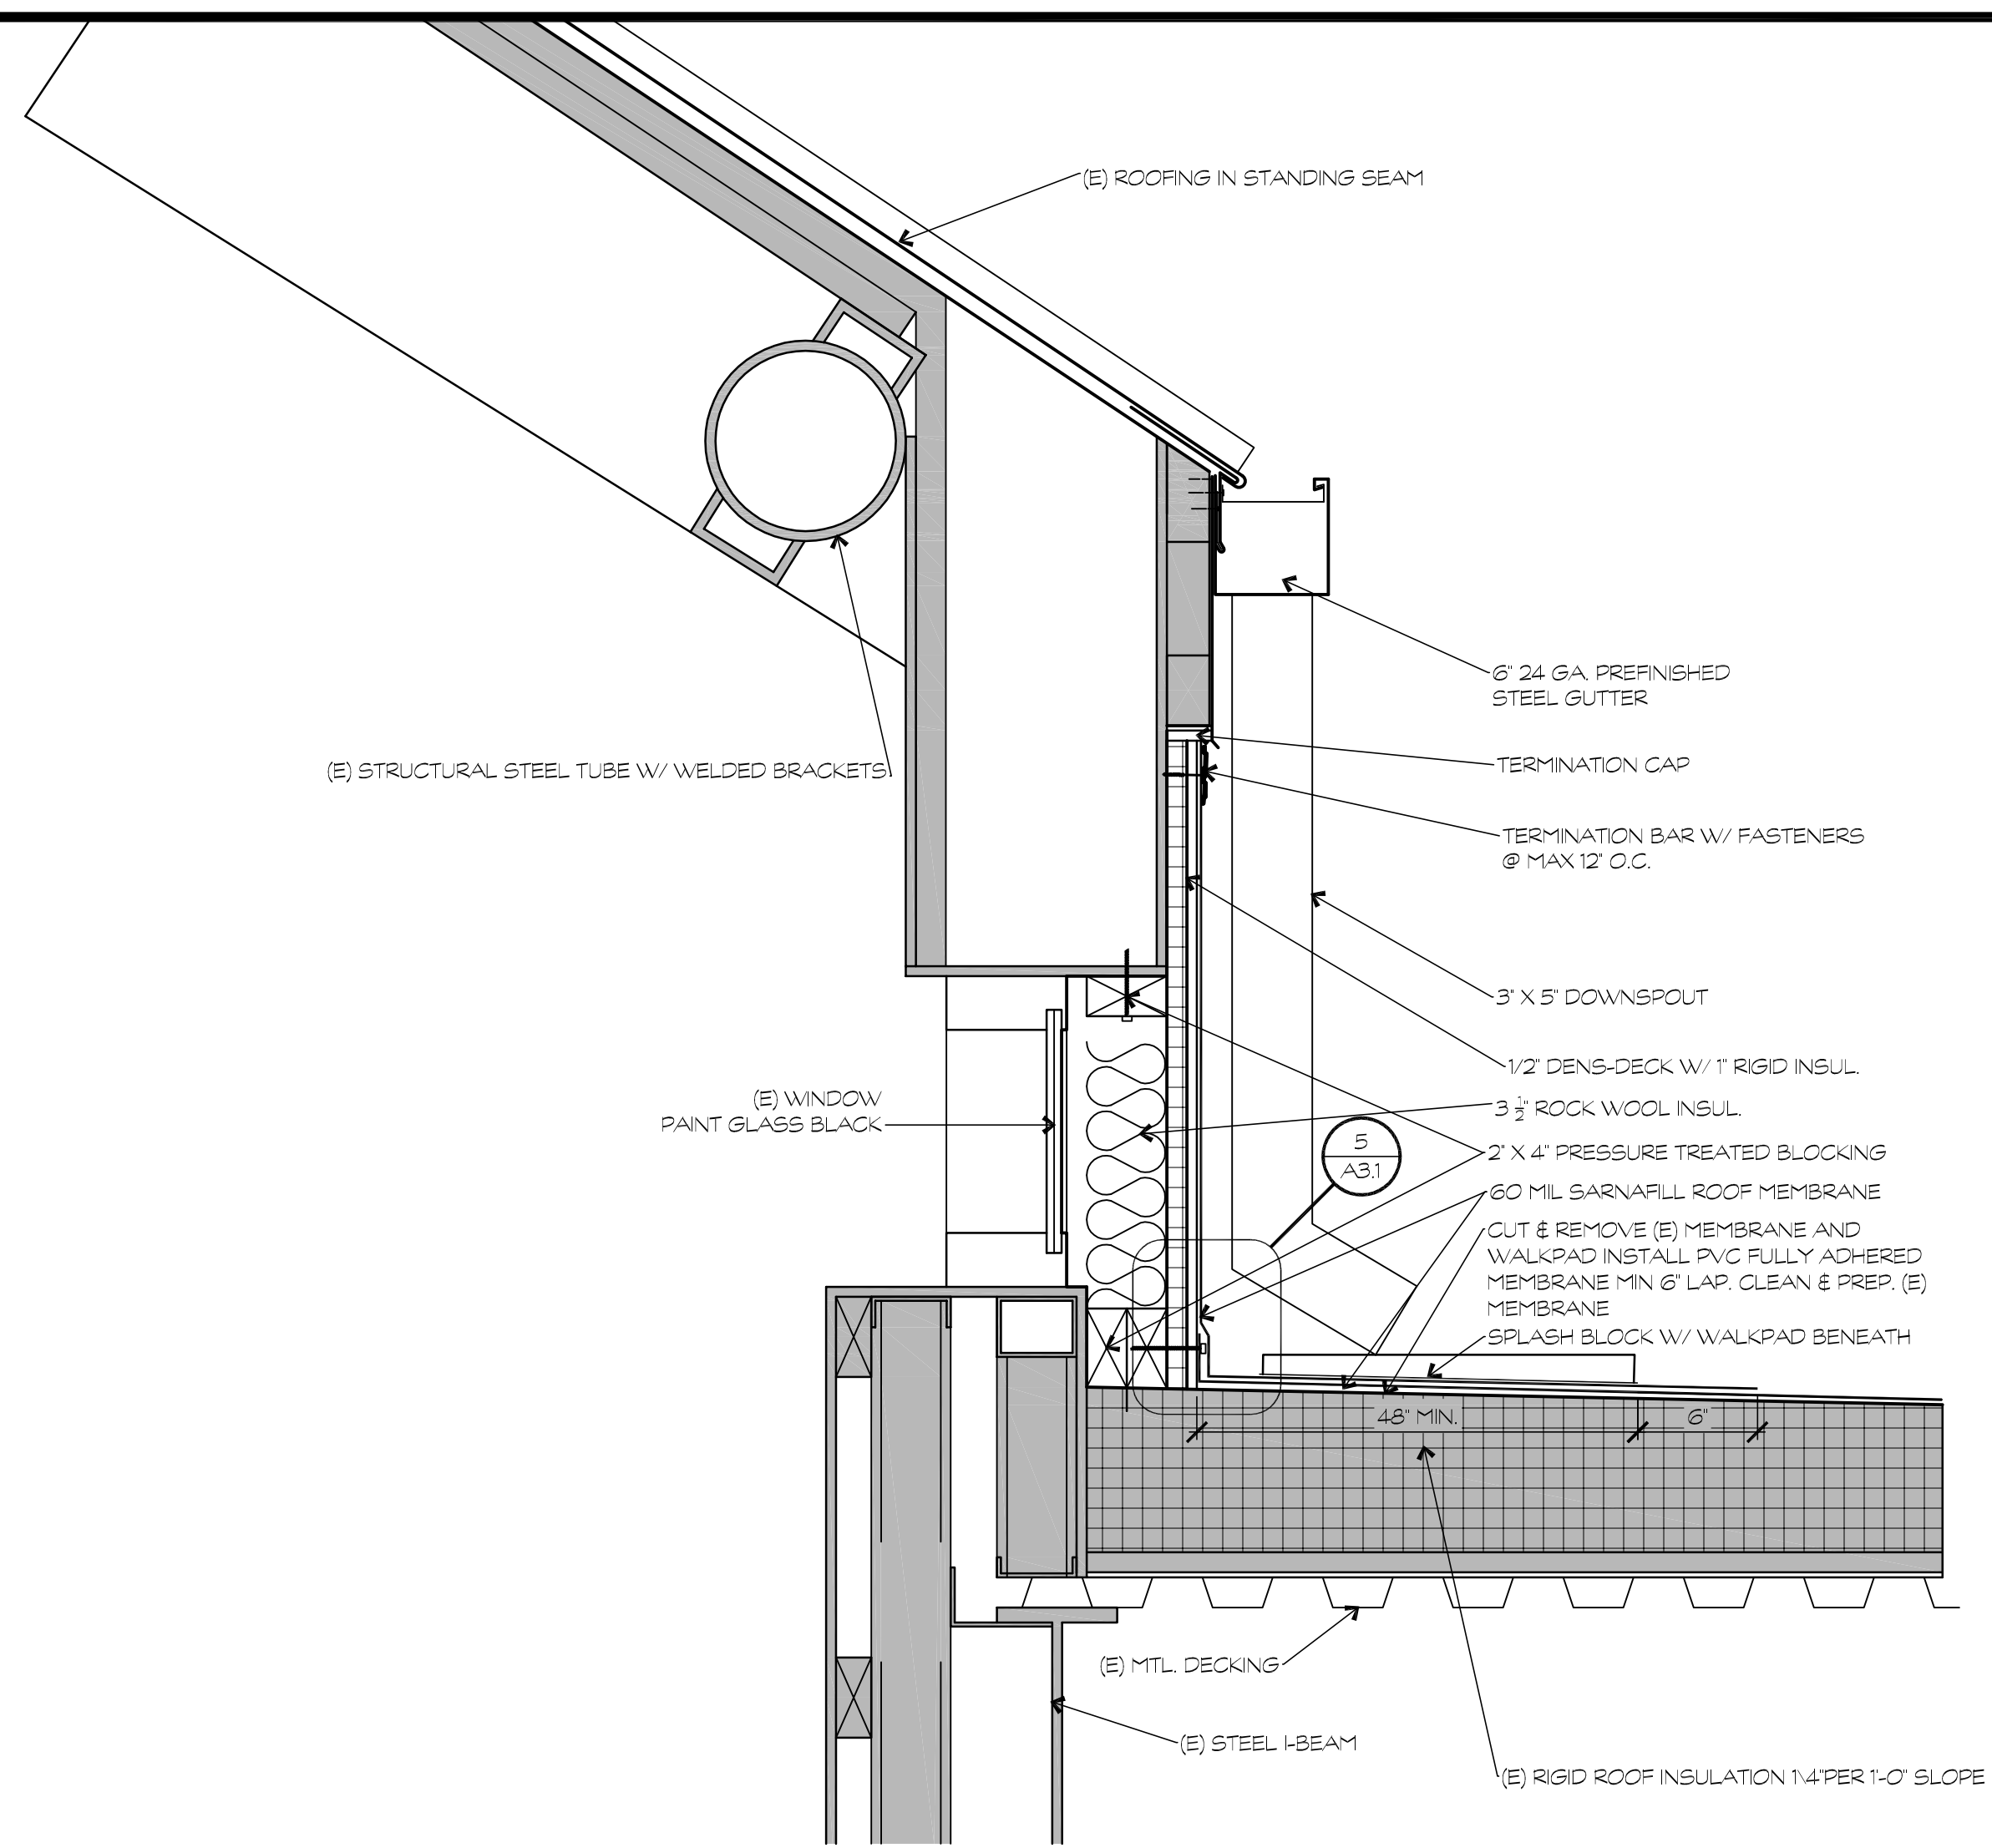 (E) ROOFING IN STANDING SEAM
6" 24 GA. PREFINISHED
STEEL GUTTER
(E) STRUCTURAL STEEL TUBE W/ WELDED BRACKETS
TERMINATION CAP
TERMINATION BAR W/ FASTENERS
@ MAX 12" O.C.
3" X 5" DOWNSPOUT
1/2" DENS-DECK W/ 1" RIGID INSUL.
(E) WINDOW
PAINT GLASS BLACK
3 1/2" ROCK WOOL INSUL.
5
A3.1
2" X 4" PRESSURE TREATED BLOCKING
60 MIL SARNAFILL ROOF MEMBRANE
CUT & REMOVE (E) MEMBRANE AND
WALKPAD INSTALL PVC FULLY ADHERED
MEMBRANE MIN 6" LAP. CLEAN & PREP. (E)
MEMBRANE
SPLASH BLOCK W/ WALKPAD BENEATH
48" MIN.
6"
(E) MTL. DECKING
(E) STEEL I-BEAM
(E) RIGID ROOF INSULATION 1\4"PER 1'-0" SLOPE